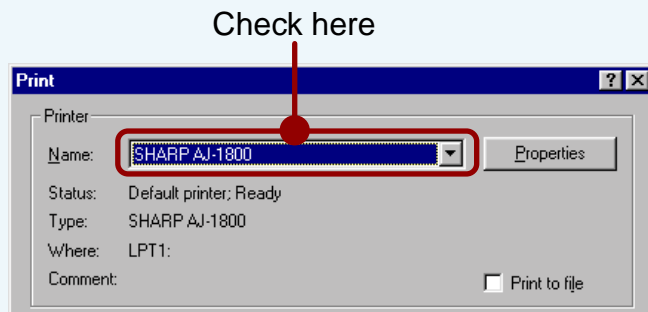 Check here
Print
Printer
Name: SHARP AJ-1800 Properties
Status: Default printer; Ready
Type: SHARP AJ-1800
Where: LPT1:
Comment: Print to file